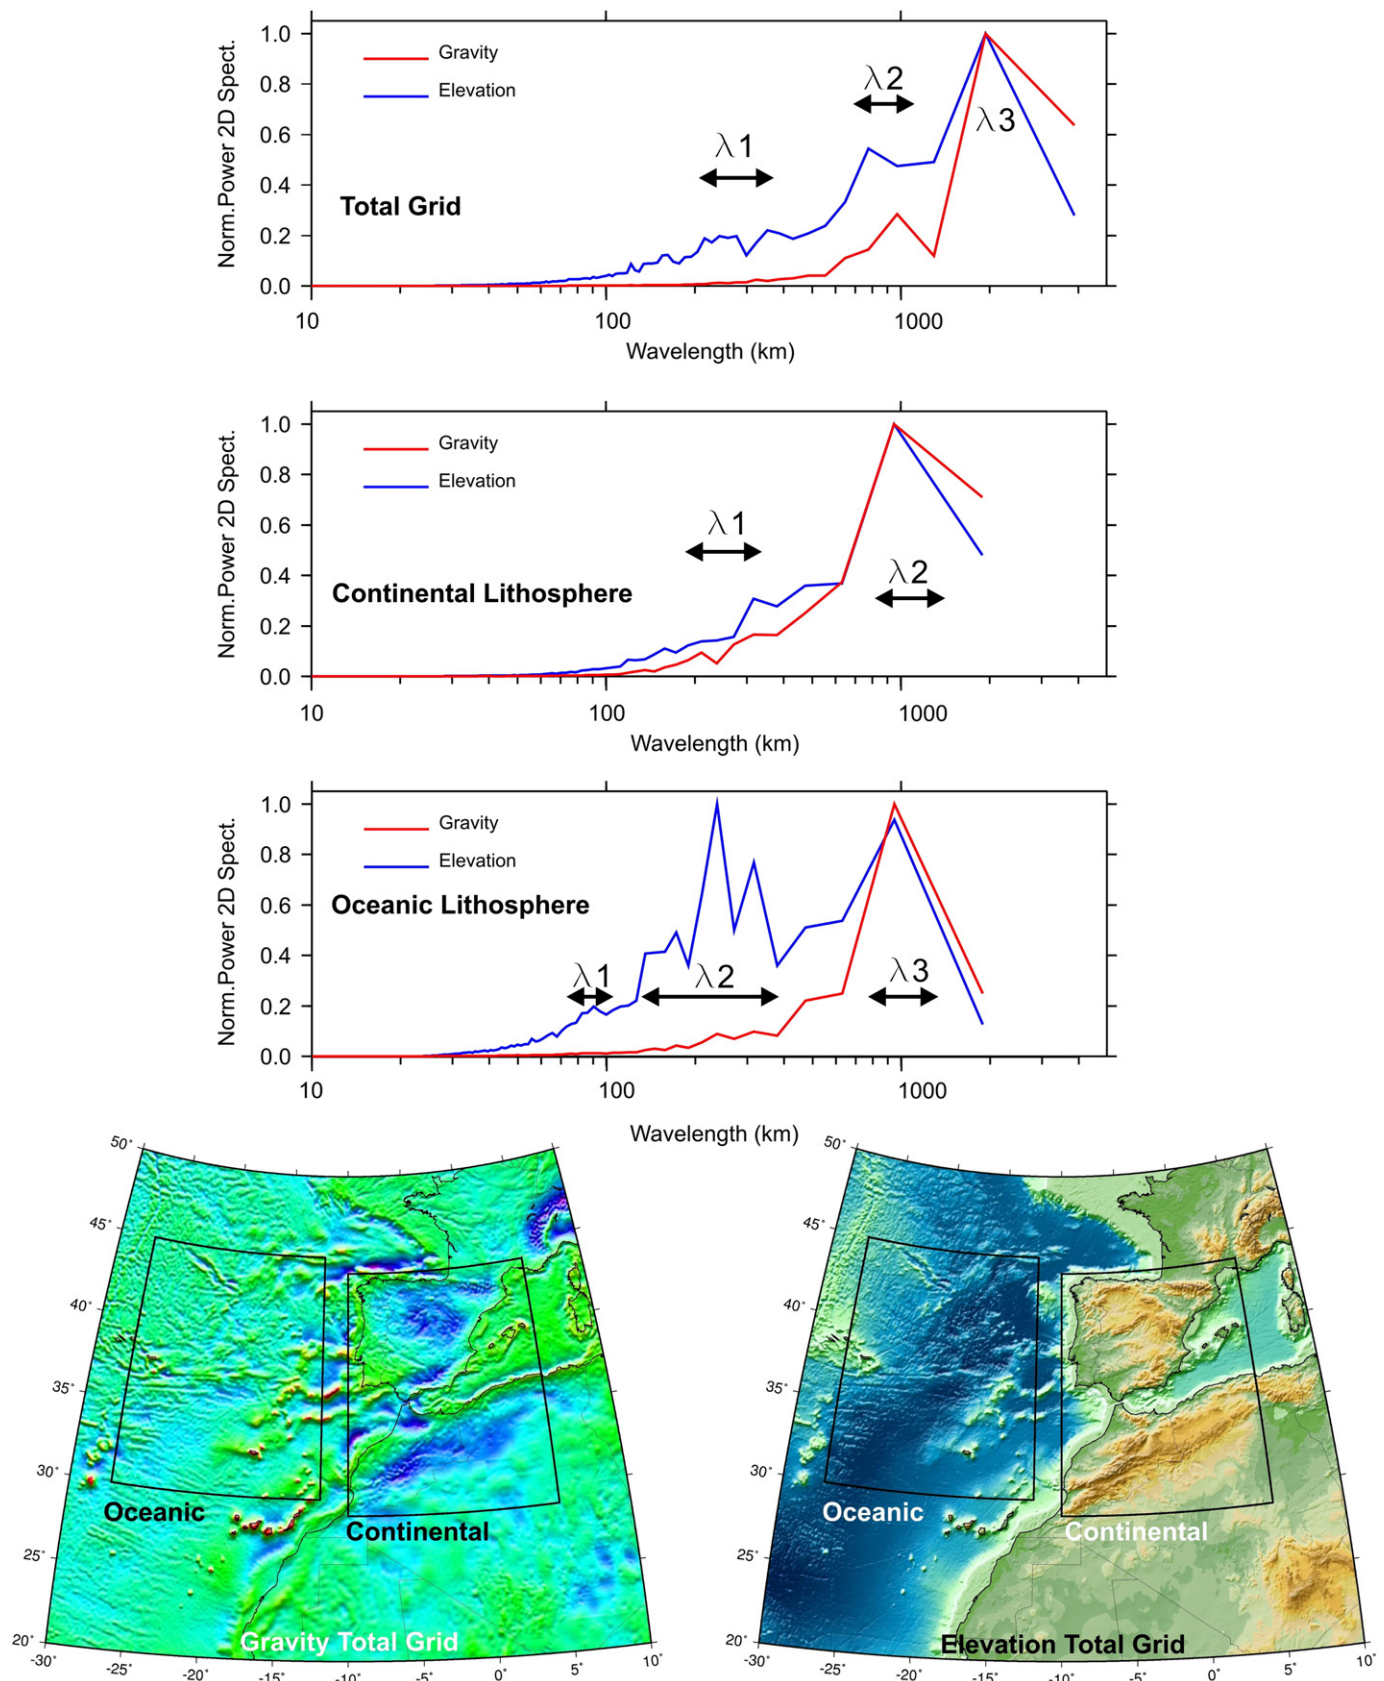 Norm.Power 2D Spect.
1.0
0.8
0.6
0.4
0.2
0.0
Gravity
Elevation
λ1
λ2
λ3
Total Grid
10
100
1000
Wavelength (km)
Norm.Power 2D Spect.
1.0
0.8
0.6
0.4
0.2
0.0
Gravity
Elevation
λ1
λ2
Continental Lithosphere
10
100
1000
Wavelength (km)
Norm.Power 2D Spect.
1.0
0.8
0.6
0.4
0.2
0.0
Gravity
Elevation
Oceanic Lithosphere
λ1
λ2
λ3
10
100
1000
Wavelength (km)
50˚
45˚
40˚
35˚
30˚
25˚
20˚
Oceanic
Continental
Gravity Total Grid
-30˚
-25˚
-20˚
-15˚
-10˚
-5˚
0˚
5˚
10˚
50˚
45˚
40˚
35˚
30˚
25˚
20˚
Oceanic
Continental
Elevation Total Grid
-30˚
-25˚
-20˚
-15˚
-10˚
-5˚
0˚
5˚
10˚